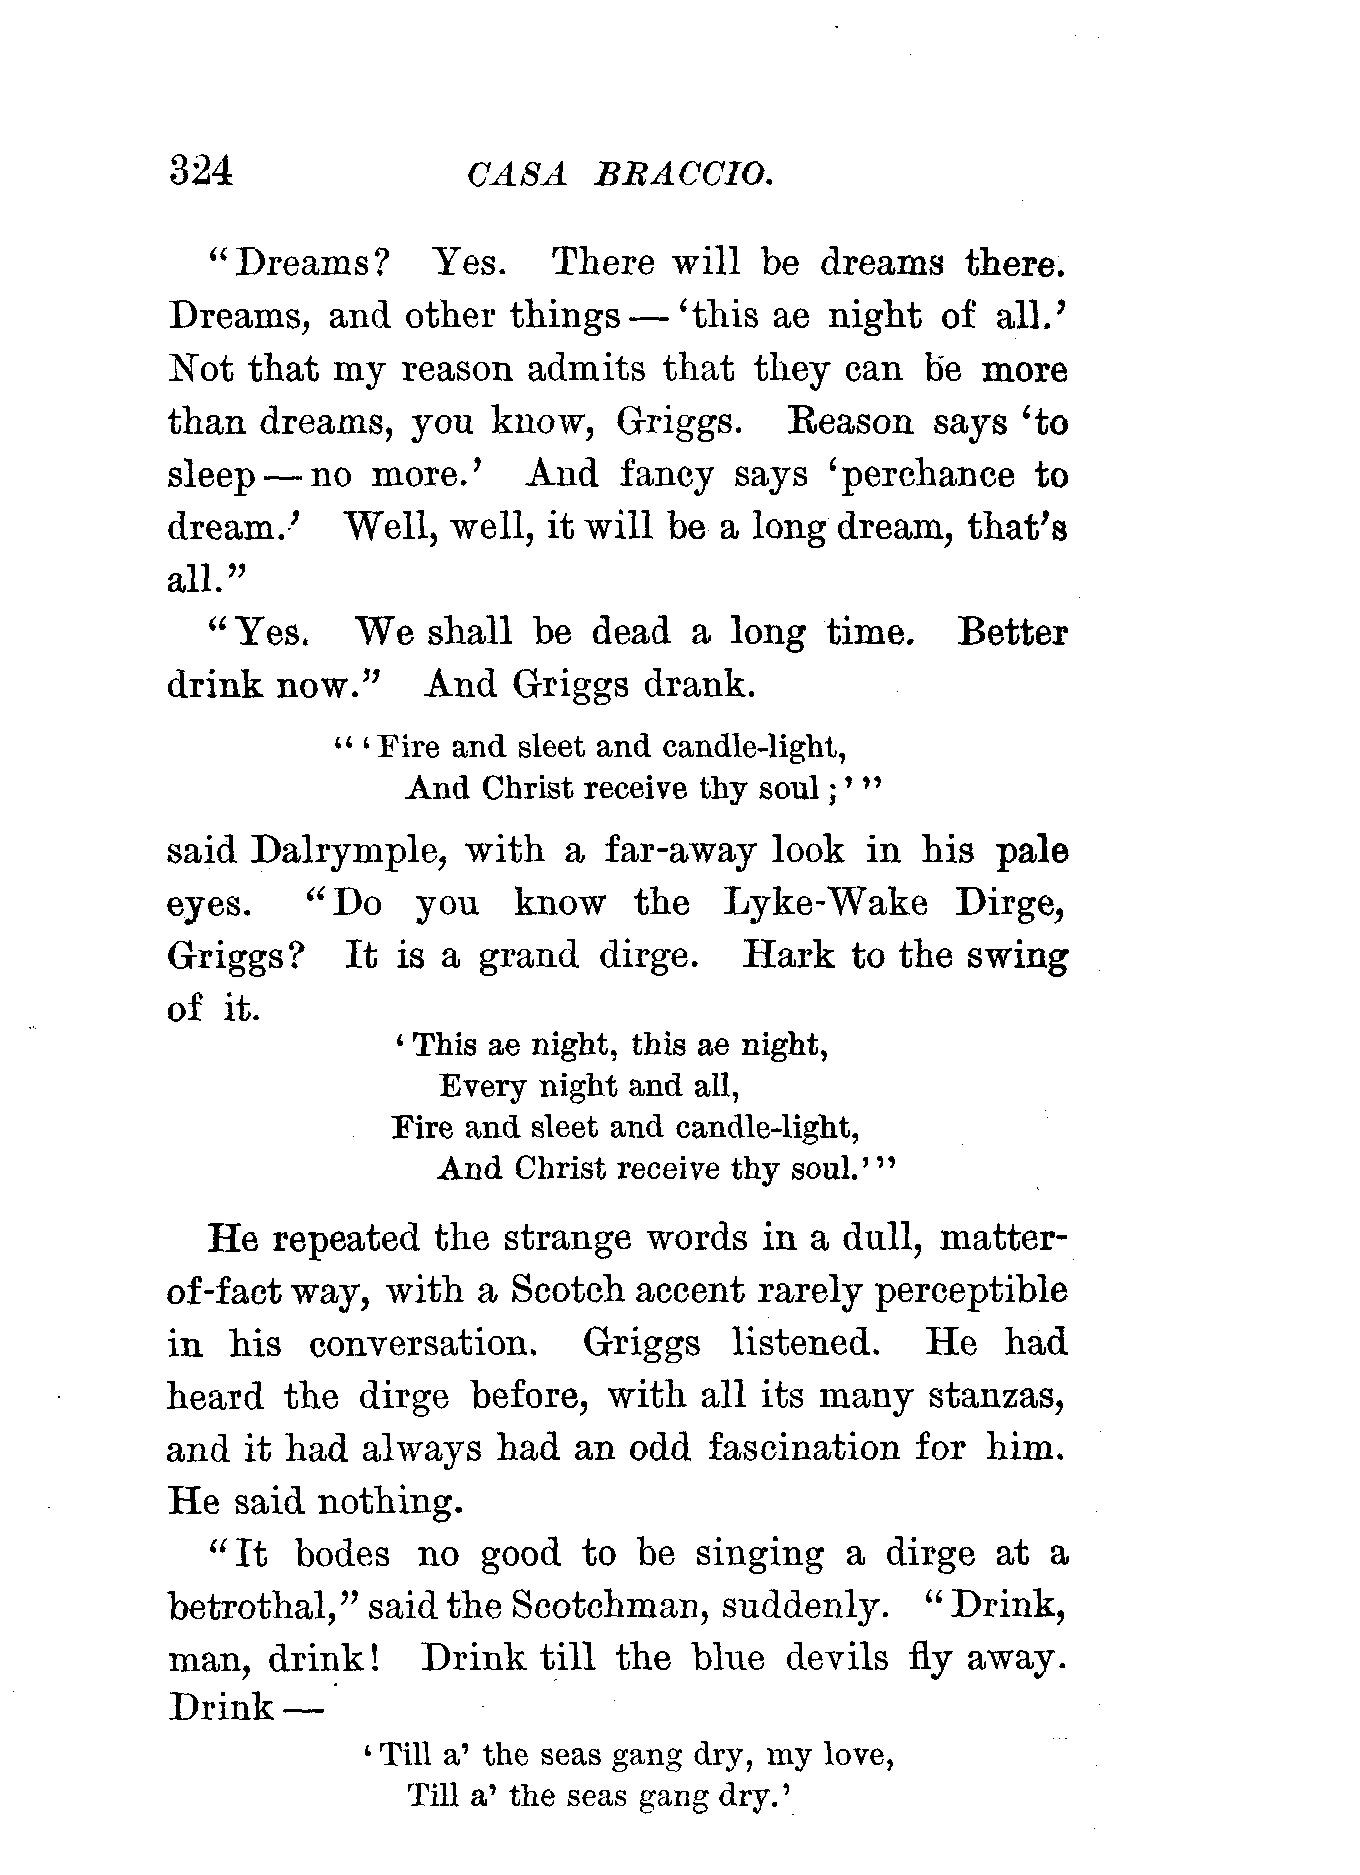 324 CASA BRACCIO.
"Dreams? Yes. There will be dreams there.
Dreams, and other things — 'this ae night of all.'
Not that my reason admits that they can be more
than dreams, you know, Griggs. Reason says 'to
sleep — no more.' And fancy says 'perchance to
dream.' Well, well, it will be a long dream, that's
all."
"Yes. We shall be dead a long time. Better
drink now." And Griggs drank.
"'Fire and sleet and candle-light,
And Christ receive thy soul;'"
said Dalrymple, with a far-away look in his pale
eyes. "Do you know the Lyke-Wake Dirge,
Griggs? It is a grand dirge. Hark to the swing
of it.
'This ae night, this ae night,
Every night and all,
Fire and sleet and candle-light,
And Christ receive thy soul.'"
He repeated the strange words in a dull, matter-
of-fact way, with a Scotch accent rarely perceptible
in his conversation. Griggs listened. He had
heard the dirge before, with all its many stanzas,
and it had always had an odd fascination for him.
He said nothing.
"It bodes no good to be singing a dirge at a
betrothal," said the Scotchman, suddenly. "Drink,
man, drink! Drink till the blue devils fly away.
Drink —
'Till a' the seas gang dry, my love,
Till a' the seas gang dry.'